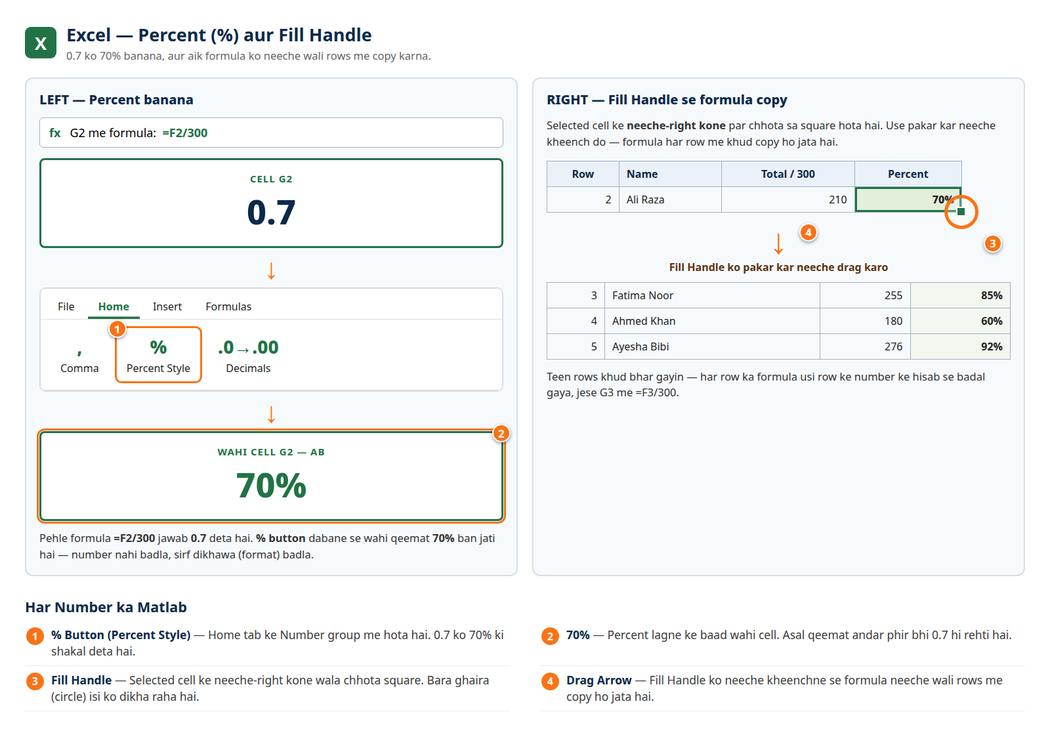 X
Excel — Percent (%) aur Fill Handle
0.7 ko 70% banana, aur aik formula ko neeche wali rows me copy karna.
LEFT — Percent banana
fx G2 me formula: =F2/300
CELL G2
0.7
↓
File Home Insert Formulas
1
, % .0→.00
Comma Percent Style Decimals
↓
2
WAHI CELL G2 — AB
70%
Pehle formula =F2/300 jawab 0.7 deta hai. % button dabane se wahi qeemat 70% ban jati
hai — number nahi badla, sirf dikhawa (format) badla.
RIGHT — Fill Handle se formula copy
Selected cell ke neeche-right kone par chhota sa square hota hai. Use pakar kar neeche
kheench do — formula har row me khud copy ho jata hai.
Row Name Total / 300 Percent
2 Ali Raza 210 70%
↓ 4 3
Fill Handle ko pakar kar neeche drag karo
3 Fatima Noor 255 85%
4 Ahmed Khan 180 60%
5 Ayesha Bibi 276 92%
Teen rows khud bhar gayin — har row ka formula usi row ke number ke hisab se badal
gaya, jese G3 me =F3/300.
Har Number ka Matlab
1 % Button (Percent Style) — Home tab ke Number group me hota hai. 0.7 ko 70% ki
shakal deta hai.
2 70% — Percent lagne ke baad wahi cell. Asal qeemat andar phir bhi 0.7 hi rehti hai.
3 Fill Handle — Selected cell ke neeche-right kone wala chhota square. Bara ghaira
(circle) isi ko dikha raha hai.
4 Drag Arrow — Fill Handle ko neeche kheenchne se formula neeche wali rows me
copy ho jata hai.